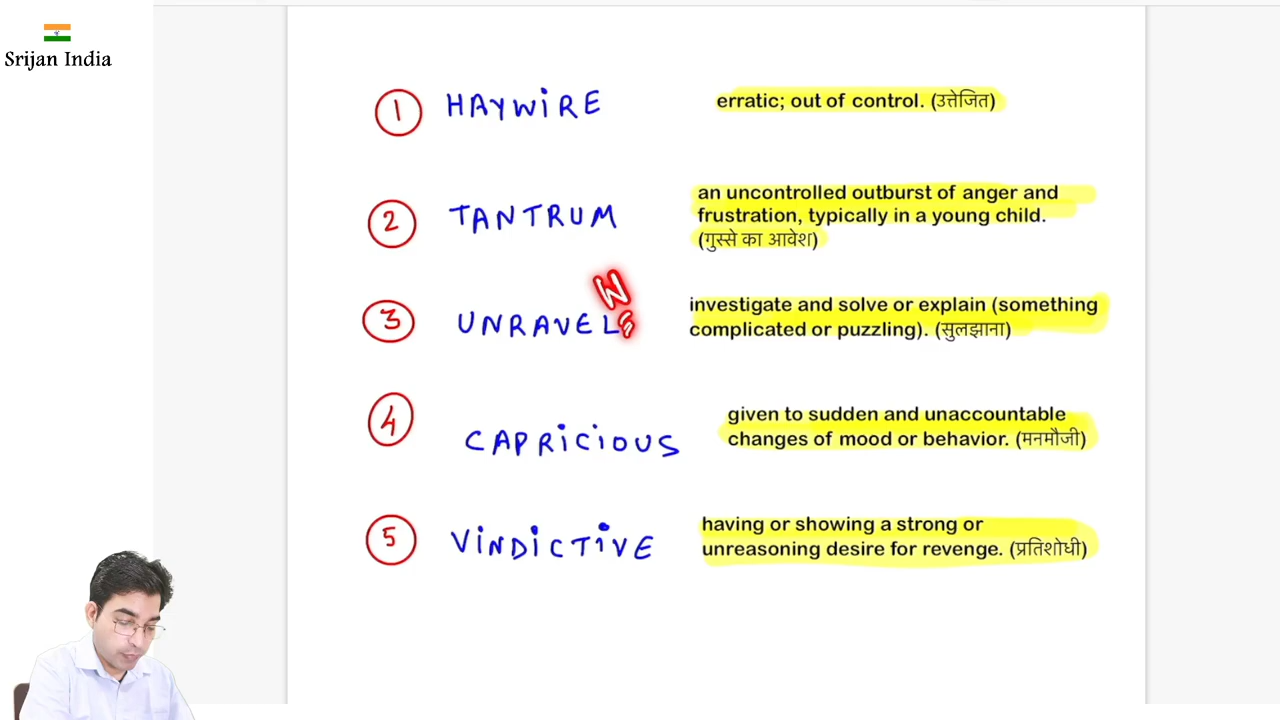 Srijan India
1 HAYWiRE erratic; out of control. (उत्तेजित)
2 TANTRUM an uncontrolled outburst of anger and
frustration, typically in a young child.
(गुस्से का आवेश)
3 UNRAVEL investigate and solve or explain (something
complicated or puzzling). (सुलझाना)
4 CAPRiCiOUS given to sudden and unaccountable
changes of mood or behavior. (मनमौजी)
5 ViNDiCTiVE having or showing a strong or
unreasoning desire for revenge. (प्रतिशोधी)